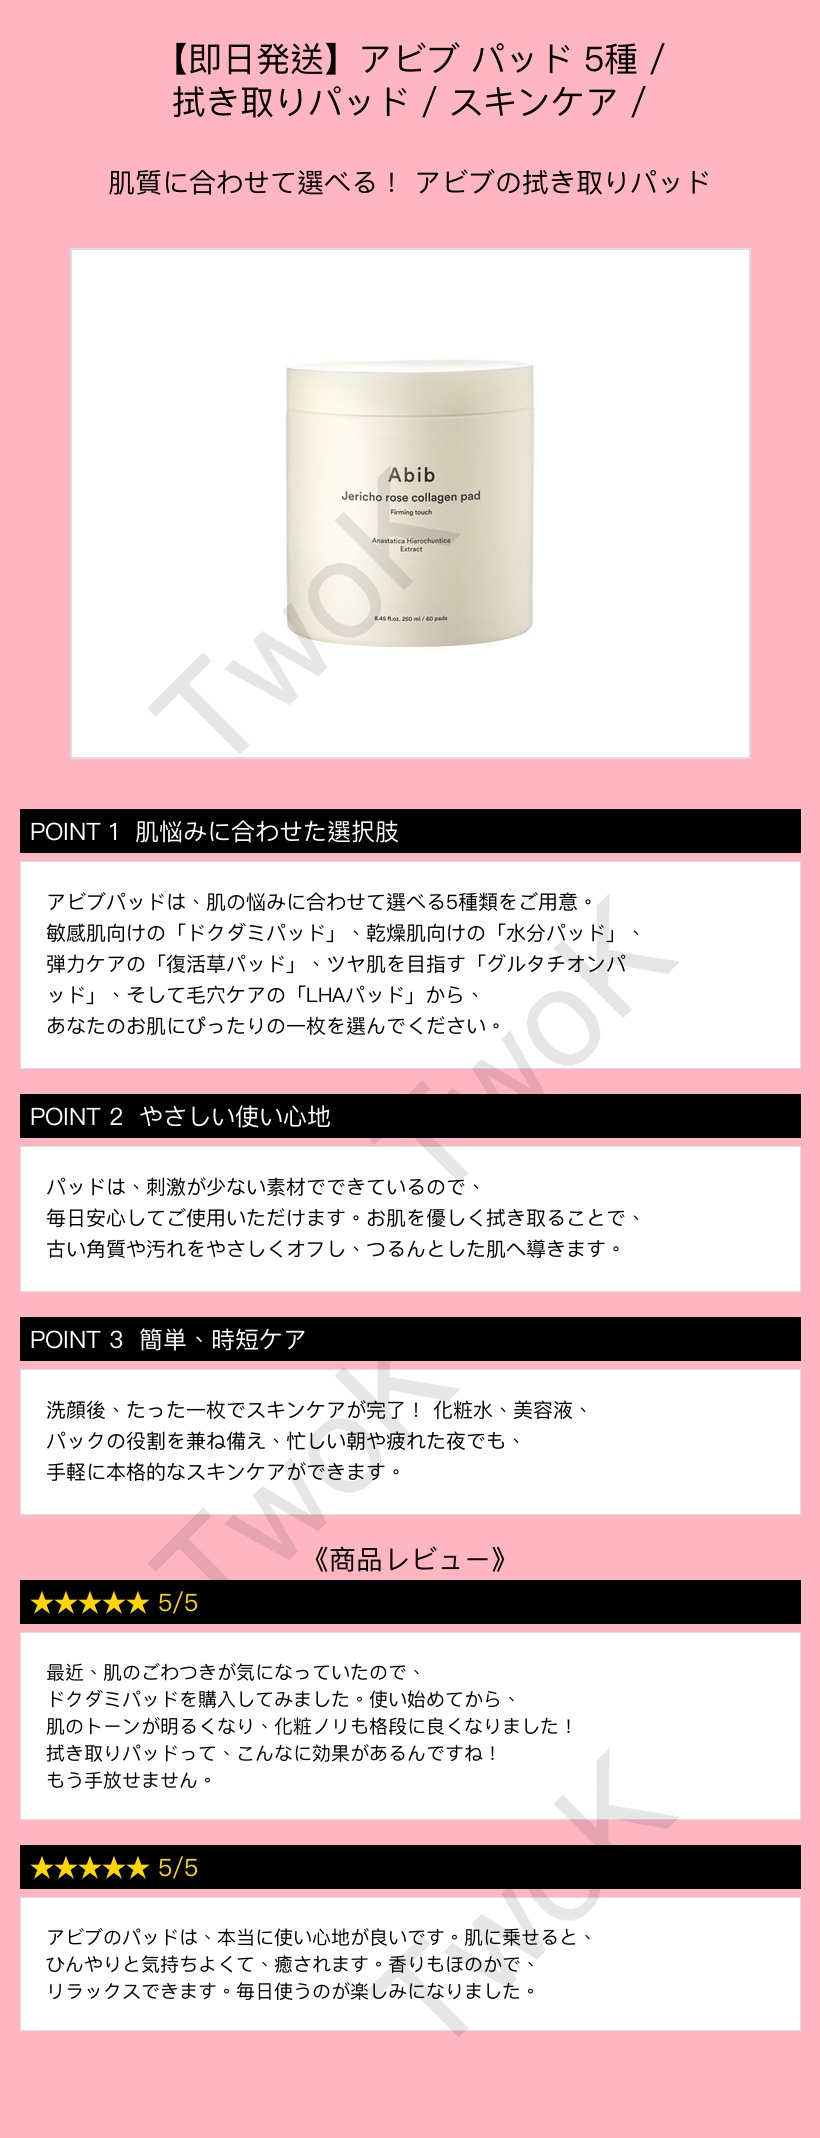 【即日発送】アビブ パッド 5種 /
拭き取りパッド / スキンケア /
肌質に合わせて選べる！ アビブの拭き取りパッド
Abib
Jericho rose collagen pad
Firming touch
Anastatica Hierochuntica
Extract
8.45 fl.oz. 250 ml / 60 pads
TwoK
POINT 1 肌悩みに合わせた選択肢
アビブパッドは、肌の悩みに合わせて選べる5種類をご用意。
敏感肌向けの「ドクダミパッド」、乾燥肌向けの「水分パッド」、
弾力ケアの「復活草パッド」、ツヤ肌を目指す「グルタチオンパ
ッド」、そして毛穴ケアの「LHAパッド」から、
あなたのお肌にぴったりの一枚を選んでください。
TwoK
POINT 2 やさしい使い心地
パッドは、刺激が少ない素材でできているので、
毎日安心してご使用いただけます。お肌を優しく拭き取ることで、
古い角質や汚れをやさしくオフし、つるんとした肌へ導きます。
POINT 3 簡単、時短ケア
洗顔後、たった一枚でスキンケアが完了！ 化粧水、美容液、
パックの役割を兼ね備え、忙しい朝や疲れた夜でも、
手軽に本格的なスキンケアができます。
TwoK
《商品レビュー》
★★★★★ 5/5
最近、肌のごわつきが気になっていたので、
ドクダミパッドを購入してみました。使い始めてから、
肌のトーンが明るくなり、化粧ノリも格段に良くなりました！
拭き取りパッドって、こんなに効果があるんですね！
もう手放せません。
★★★★★ 5/5
アビブのパッドは、本当に使い心地が良いです。肌に乗せると、
ひんやりと気持ちよくて、癒されます。香りもほのかで、
リラックスできます。毎日使うのが楽しみになりました。
TwoK